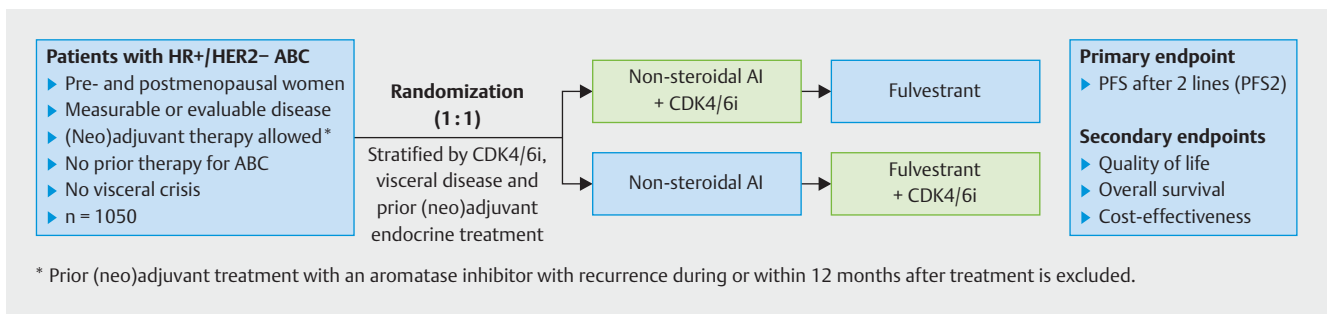 Patients with HR+/HER2− ABC
▶ Pre- and postmenopausal women
▶ Measurable or evaluable disease
▶ (Neo)adjuvant therapy allowed*
▶ No prior therapy for ABC
▶ No visceral crisis
▶ n = 1050
Randomization
(1:1)
Stratified by CDK4/6i,
visceral disease and
prior (neo)adjuvant
endocrine treatment
Non-steroidal AI
+ CDK4/6i
Fulvestrant
Non-steroidal AI
Fulvestrant
+ CDK4/6i
Primary endpoint
▶ PFS after 2 lines (PFS2)
Secondary endpoints
▶ Quality of life
▶ Overall survival
▶ Cost-effectiveness
* Prior (neo)adjuvant treatment with an aromatase inhibitor with recurrence during or within 12 months after treatment is excluded.